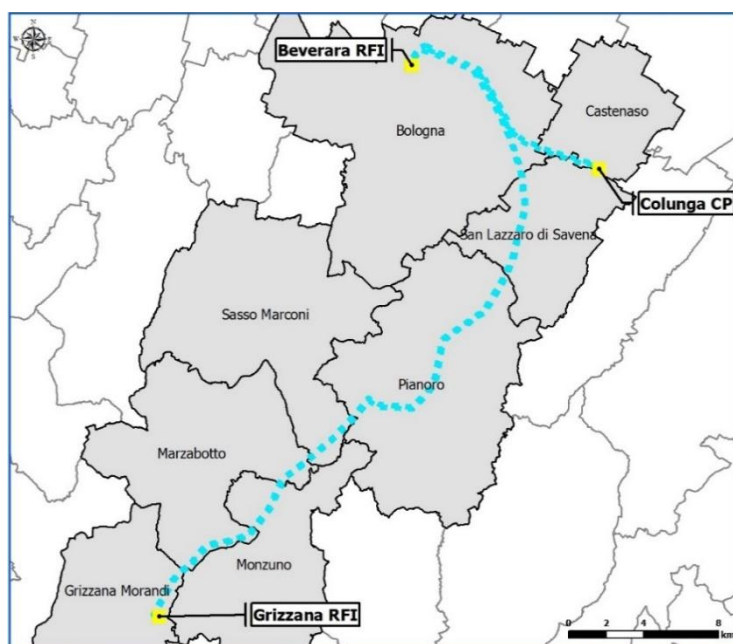 N
S
Beverara RFI
Castenaso
Bologna
Colunga CP
San Lazzaro di Savena
Sasso Marconi
Pianoro
Marzabotto
Monzuno
Grizzana Morandi
Grizzana RFI
0 2 4 6 8
km